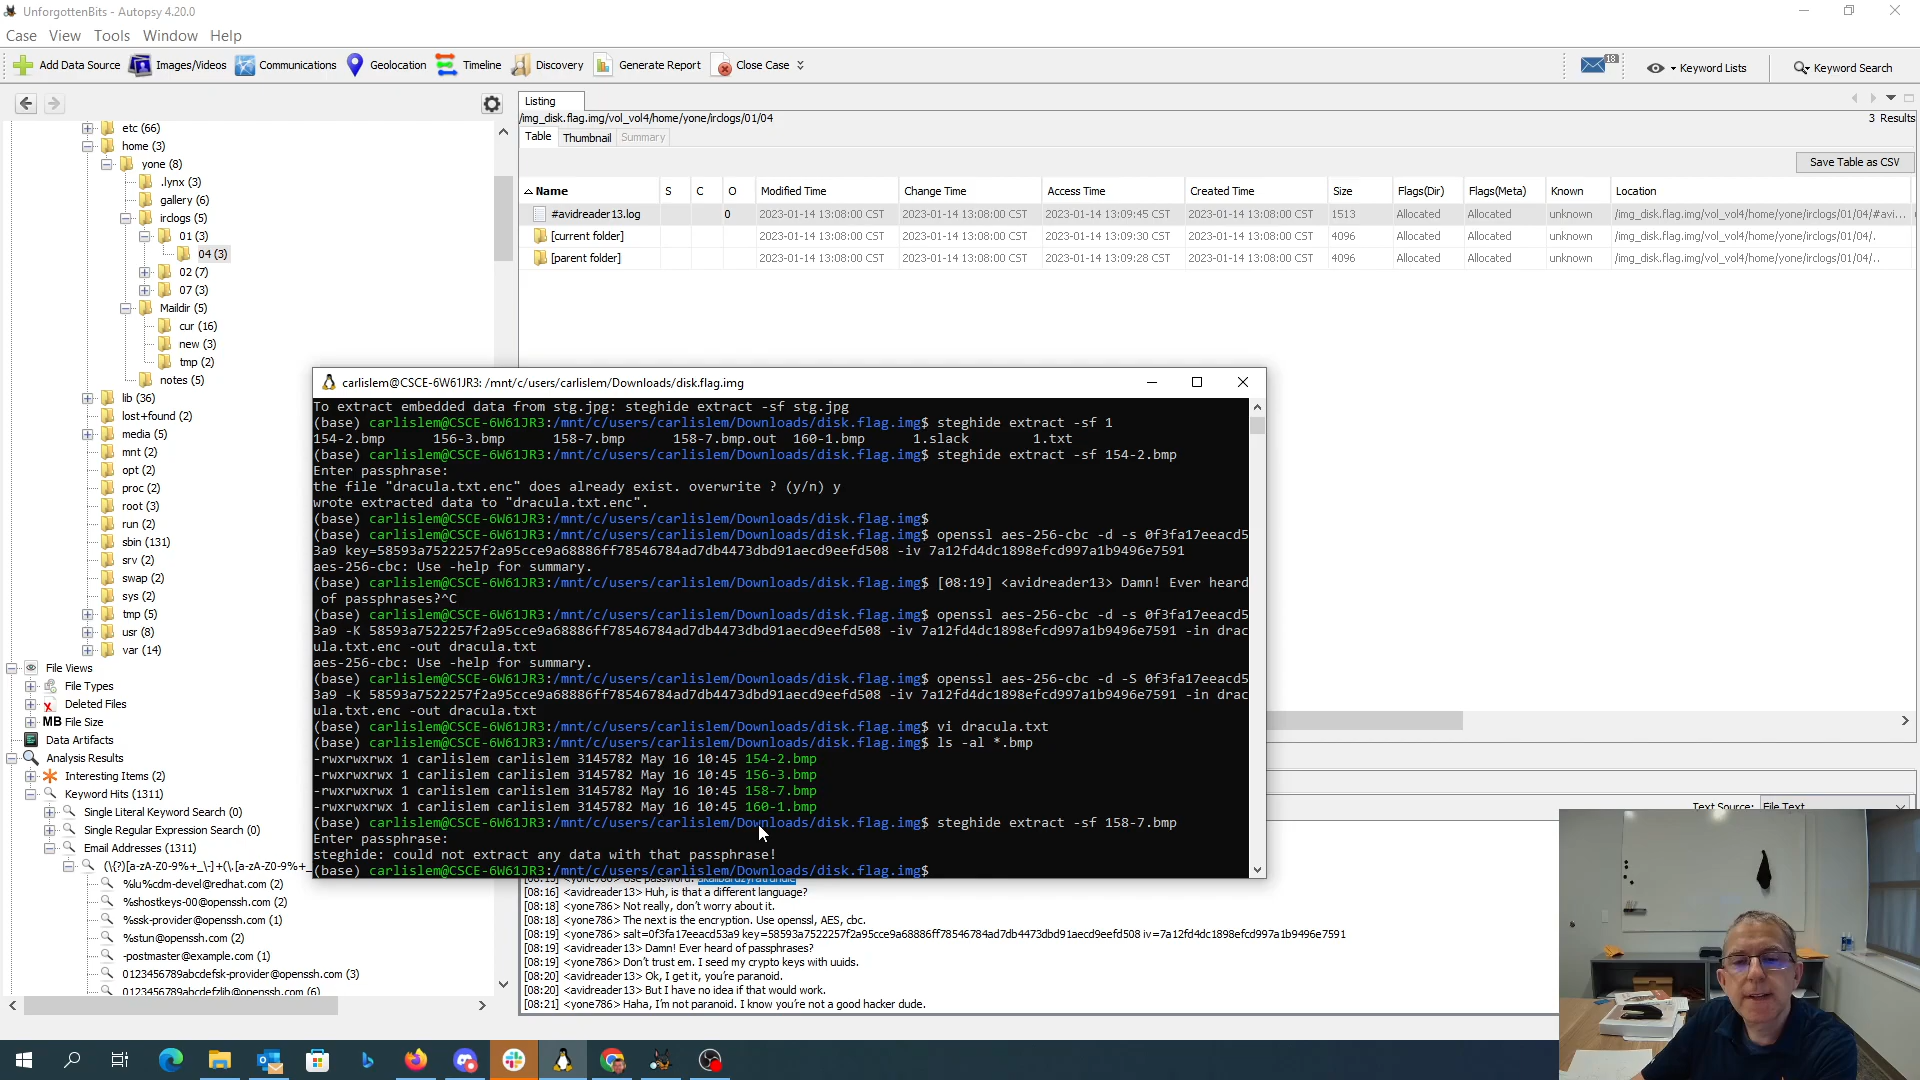 UnforgottenBits - Autopsy 4.20.0
Case View Tools Window Help
Add Data Source Images/Videos Communications Geolocation Timeline Discovery Generate Report Close Case 18 Keyword Lists Keyword Search
Listing
/img_disk.flag.img/vol_vol4/home/yone/irclogs/01/04
3 Results
Table Thumbnail Summary
Save Table as CSV
Name S C O Modified Time Change Time Access Time Created Time Size Flags(Dir) Flags(Meta) Known Location
#avidreader13.log 0 2023-01-14 13:08:00 CST 2023-01-14 13:08:00 CST 2023-01-14 13:09:45 CST 2023-01-14 13:08:00 CST 1513 Allocated Allocated unknown /img_disk.flag.img/vol_vol4/home/yone/irclogs/01/04/#avi...
[current folder] 2023-01-14 13:08:00 CST 2023-01-14 13:08:00 CST 2023-01-14 13:09:30 CST 2023-01-14 13:08:00 CST 4096 Allocated Allocated unknown /img_disk.flag.img/vol_vol4/home/yone/irclogs/01/04/.
[parent folder] 2023-01-14 13:08:00 CST 2023-01-14 13:08:00 CST 2023-01-14 13:09:28 CST 2023-01-14 13:08:00 CST 4096 Allocated Allocated unknown /img_disk.flag.img/vol_vol4/home/yone/irclogs/01/04/..
etc (66)
home (3)
yone (8)
.lynx (3)
gallery (6)
irclogs (5)
01 (3)
04 (3)
02 (7)
07 (3)
Maildir (5)
cur (16)
new (3)
tmp (2)
notes (5)
lib (36)
lost+found (2)
media (5)
mnt (2)
opt (2)
proc (2)
root (3)
run (2)
sbin (131)
srv (2)
swap (2)
sys (2)
tmp (5)
usr (8)
var (14)
File Views
File Types
Deleted Files
MB File Size
Data Artifacts
Analysis Results
Interesting Items (2)
Keyword Hits (1311)
Single Literal Keyword Search (0)
Single Regular Expression Search (0)
Email Addresses (1311)
(\{?)[a-zA-Z0-9%+_\-]+(\.[a-zA-Z0-9%+_
%lu%cdm-devel@redhat.com (2)
%shostkeys-00@openssh.com (2)
%ssk-provider@openssh.com (1)
%stun@openssh.com (2)
-postmaster@example.com (1)
0123456789abcdefsk-provider@openssh.com (3)
0123456789abcdefzlib@openssh.com (6)
carlislem@CSCE-6W61JR3: /mnt/c/users/carlislem/Downloads/disk.flag.img
To extract embedded data from stg.jpg: steghide extract -sf stg.jpg
(base) carlislem@CSCE-6W61JR3:/mnt/c/users/carlislem/Downloads/disk.flag.img$ steghide extract -sf 1
154-2.bmp 156-3.bmp 158-7.bmp 158-7.bmp.out 160-1.bmp 1.slack 1.txt
(base) carlislem@CSCE-6W61JR3:/mnt/c/users/carlislem/Downloads/disk.flag.img$ steghide extract -sf 154-2.bmp
Enter passphrase:
the file "dracula.txt.enc" does already exist. overwrite ? (y/n) y
wrote extracted data to "dracula.txt.enc".
(base) carlislem@CSCE-6W61JR3:/mnt/c/users/carlislem/Downloads/disk.flag.img$
(base) carlislem@CSCE-6W61JR3:/mnt/c/users/carlislem/Downloads/disk.flag.img$ openssl aes-256-cbc -d -s 0f3fa17eeacd5
3a9 key=58593a7522257f2a95cce9a68886ff78546784ad7db4473dbd91aecd9eefd508 -iv 7a12fd4dc1898efcd997a1b9496e7591
aes-256-cbc: Use -help for summary.
(base) carlislem@CSCE-6W61JR3:/mnt/c/users/carlislem/Downloads/disk.flag.img$ [08:19] <avidreader13> Damn! Ever heard
of passphrases?^C
(base) carlislem@CSCE-6W61JR3:/mnt/c/users/carlislem/Downloads/disk.flag.img$ openssl aes-256-cbc -d -s 0f3fa17eeacd5
3a9 -K 58593a7522257f2a95cce9a68886ff78546784ad7db4473dbd91aecd9eefd508 -iv 7a12fd4dc1898efcd997a1b9496e7591 -in drac
ula.txt.enc -out dracula.txt
aes-256-cbc: Use -help for summary.
(base) carlislem@CSCE-6W61JR3:/mnt/c/users/carlislem/Downloads/disk.flag.img$ openssl aes-256-cbc -d -S 0f3fa17eeacd5
3a9 -K 58593a7522257f2a95cce9a68886ff78546784ad7db4473dbd91aecd9eefd508 -iv 7a12fd4dc1898efcd997a1b9496e7591 -in drac
ula.txt.enc -out dracula.txt
(base) carlislem@CSCE-6W61JR3:/mnt/c/users/carlislem/Downloads/disk.flag.img$ vi dracula.txt
(base) carlislem@CSCE-6W61JR3:/mnt/c/users/carlislem/Downloads/disk.flag.img$ ls -al *.bmp
-rwxrwxrwx 1 carlislem carlislem 3145782 May 16 10:45 154-2.bmp
-rwxrwxrwx 1 carlislem carlislem 3145782 May 16 10:45 156-3.bmp
-rwxrwxrwx 1 carlislem carlislem 3145782 May 16 10:45 158-7.bmp
-rwxrwxrwx 1 carlislem carlislem 3145782 May 16 10:45 160-1.bmp
(base) carlislem@CSCE-6W61JR3:/mnt/c/users/carlislem/Downloads/disk.flag.img$ steghide extract -sf 158-7.bmp
Enter passphrase:
steghide: could not extract any data with that passphrase!
(base) carlislem@CSCE-6W61JR3:/mnt/c/users/carlislem/Downloads/disk.flag.img$
Text Source: File Text
[08:16] <avidreader13> Huh, is that a different language?
[08:18] <yone786> Not really, don't worry about it.
[08:18] <yone786> The next is the encryption. Use openssl, AES, cbc.
[08:19] <yone786> salt=0f3fa17eeacd53a9 key=58593a7522257f2a95cce9a68886ff78546784ad7db4473dbd91aecd9eefd508 iv=7a12fd4dc1898efcd997a1b9496e7591
[08:19] <avidreader13> Damn! Ever heard of passphrases?
[08:19] <yone786> Don't trust em. I seed my crypto keys with uuids.
[08:20] <avidreader13> Ok, I get it, you're paranoid.
[08:20] <avidreader13> But I have no idea if that would work.
[08:21] <yone786> Haha, I'm not paranoid. I know you're not a good hacker dude.